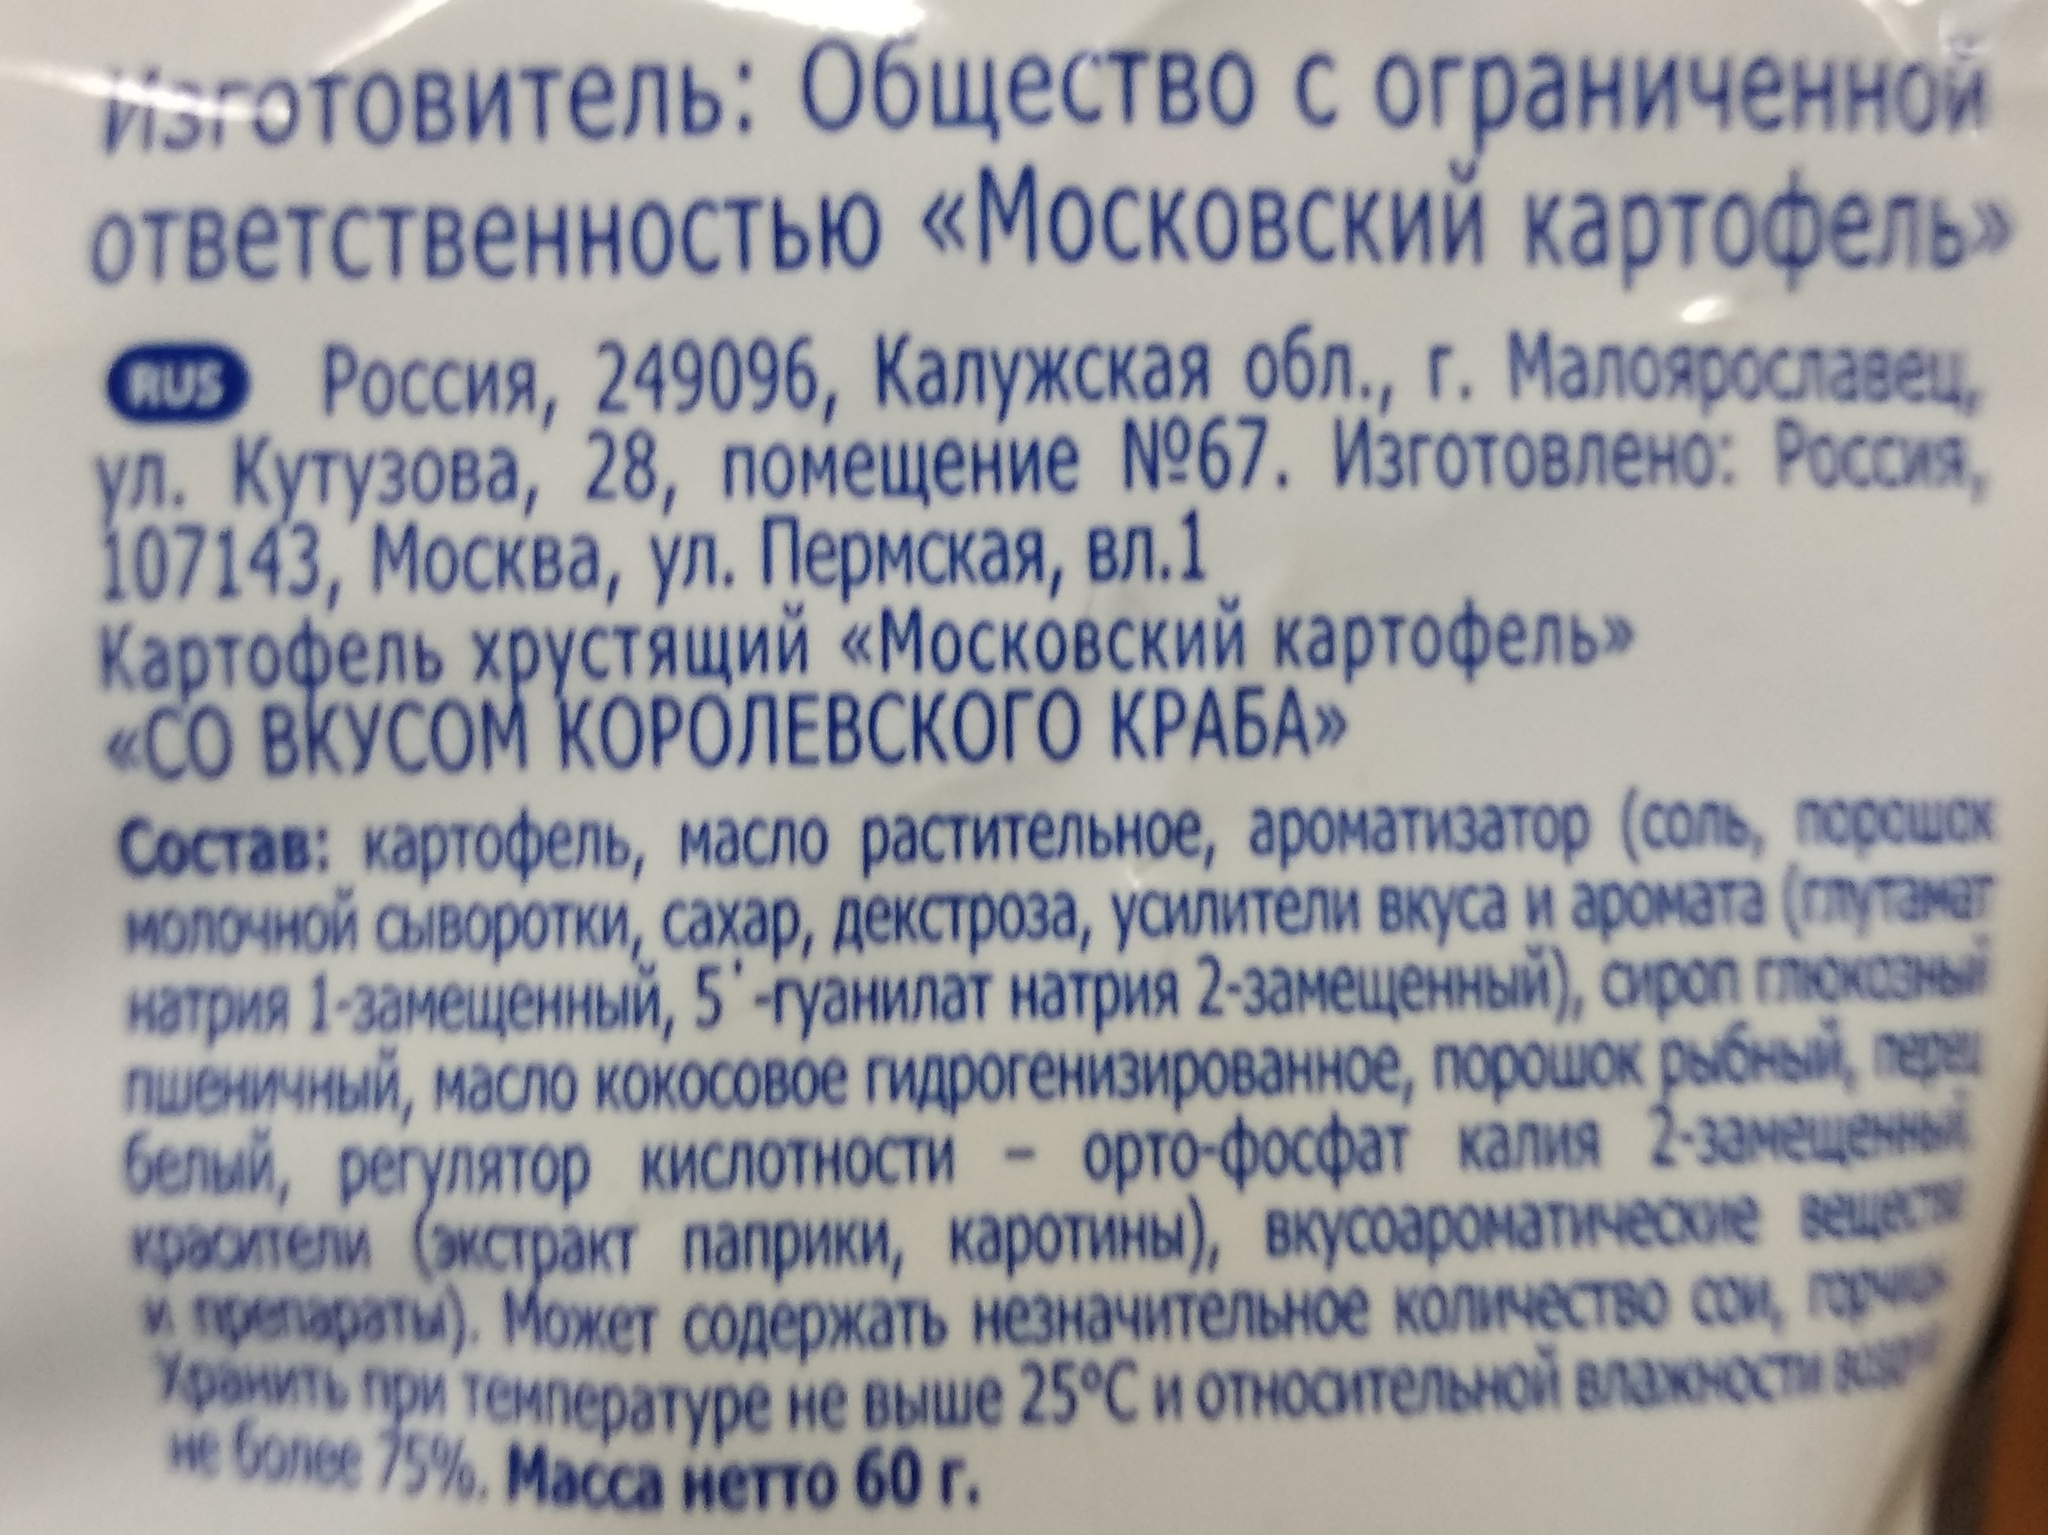 Изготовитель: Общество с ограниченной
ответственностью «Московский картофель»
RUS Россия, 249096, Калужская обл., г. Малоярославец,
ул. Кутузова, 28, помещение №67. Изготовлено: Россия,
107143, Москва, ул. Пермская, вл.1
Картофель хрустящий «Московский картофель»
«СО ВКУСОМ КОРОЛЕВСКОГО КРАБА»
Состав: картофель, масло растительное, ароматизатор (соль, порошок
молочной сыворотки, сахар, декстроза, усилители вкуса и аромата (глутамат
натрия 1-замещенный, 5'-гуанилат натрия 2-замещенный), сироп глюкозный
пшеничный, масло кокосовое гидрогенизированное, порошок рыбный, перец
белый, регулятор кислотности – орто-фосфат калия 2-замещенный
красители (экстракт паприки, каротины), вкусоароматические
и препараты). Может содержать незначительное количество сои,
Хранить при температуре не выше 25°С и относительной влажности
не более 75%. Масса нетто 60 г.